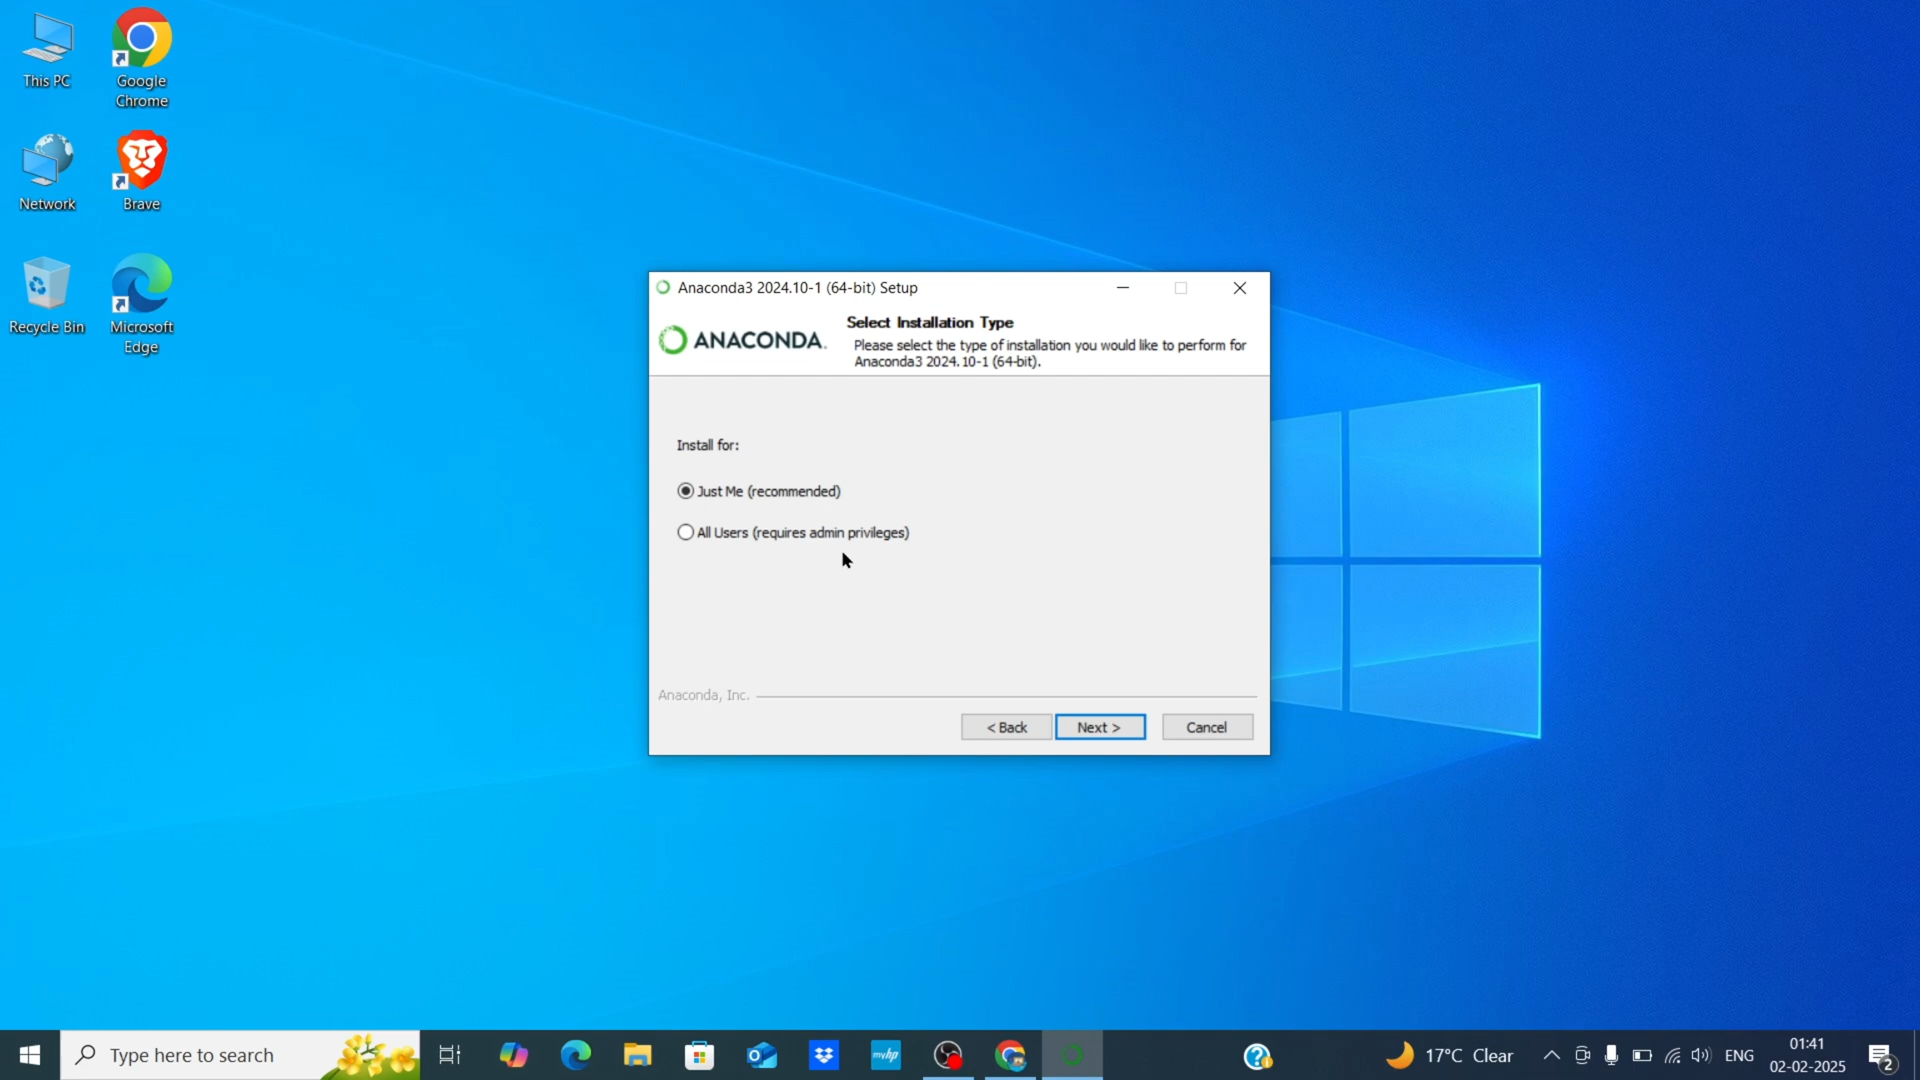 This PC
Google
Chrome
Network
Brave
Recycle Bin
Microsoft
Edge
Anaconda3 2024.10-1 (64-bit) Setup
ANACONDA.
Select Installation Type
Please select the type of installation you would like to perform for
Anaconda3 2024.10-1 (64-bit).
Install for:
Just Me (recommended)
All Users (requires admin privileges)
Anaconda, Inc.
< Back
Next >
Cancel
Type here to search
myhp
17°C Clear
ENG
01:41
02-02-2025
2